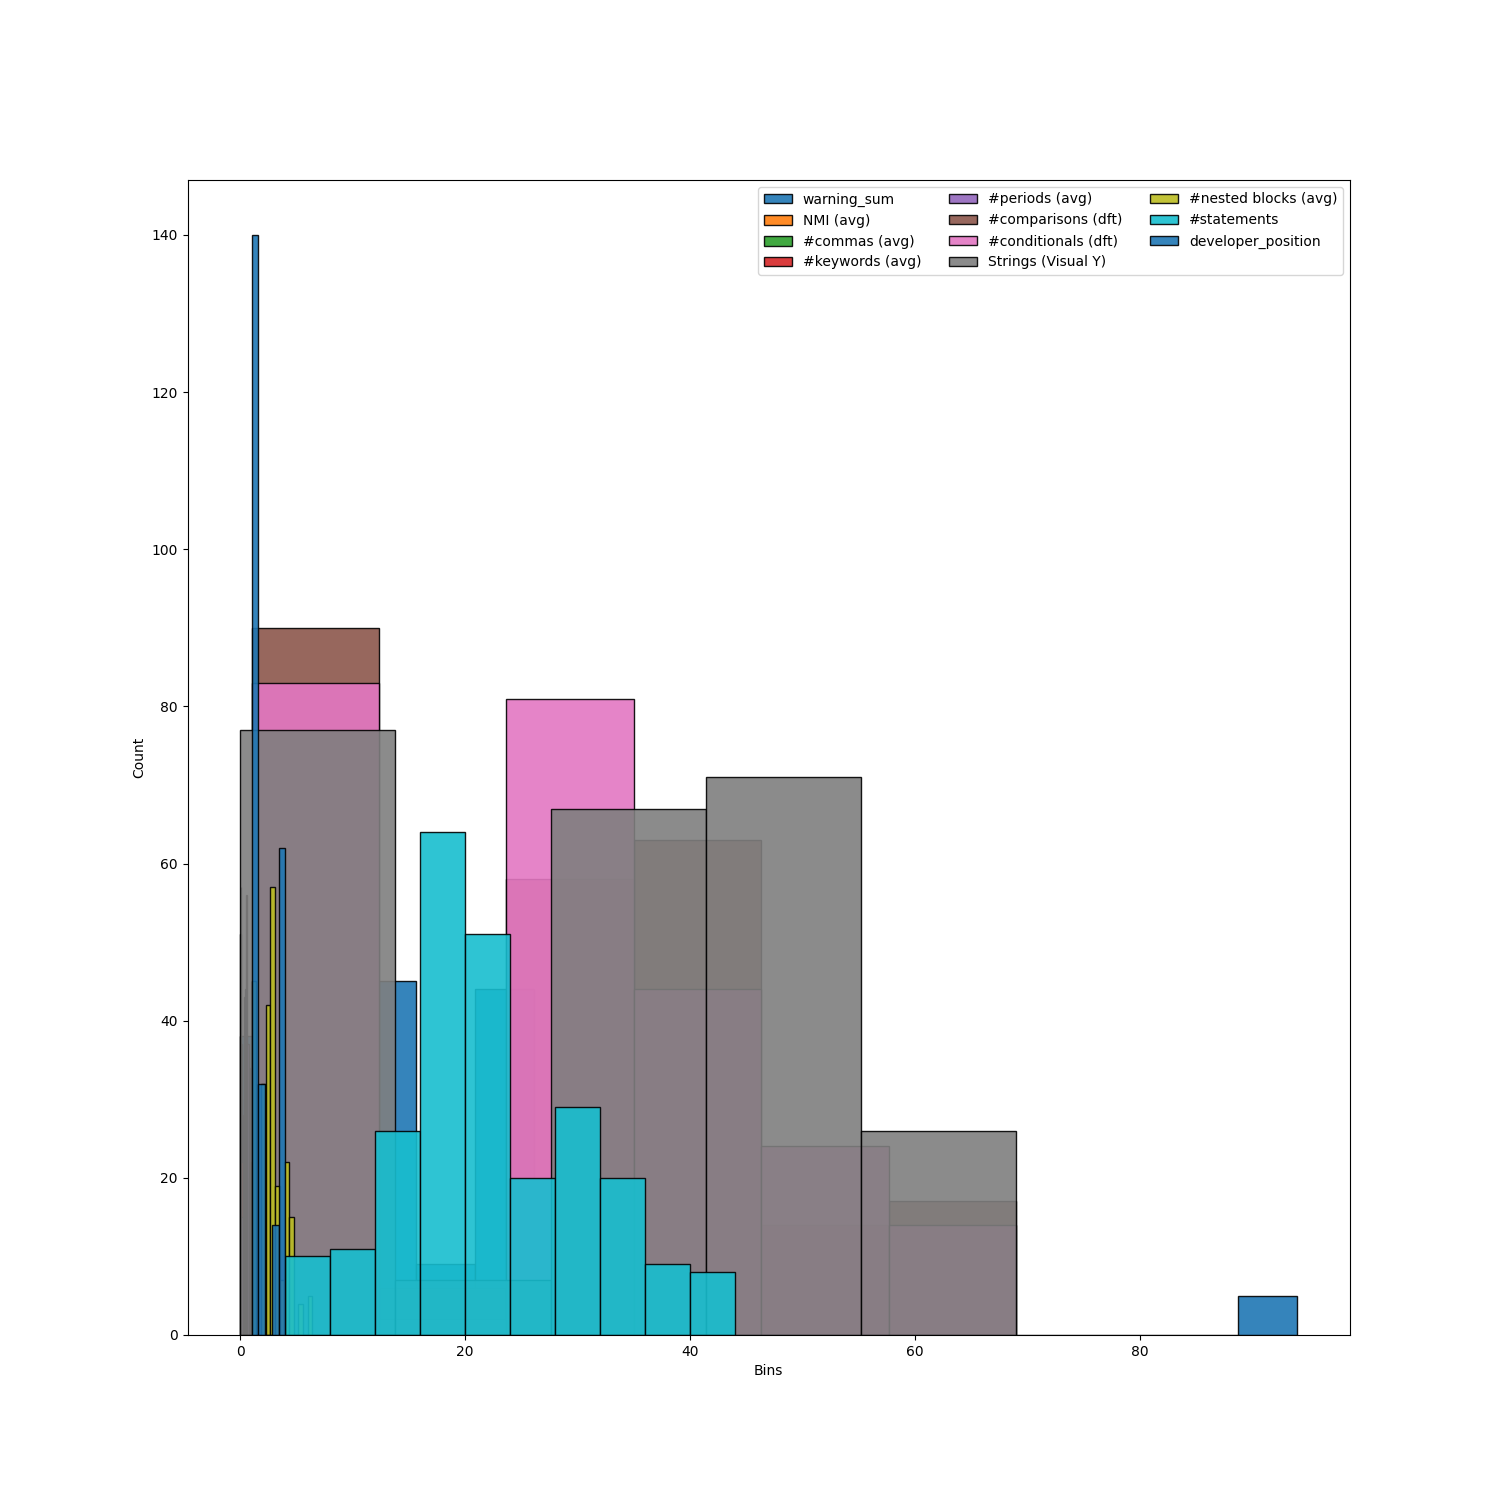 warning_sum
NMI (avg)
#commas (avg)
#keywords (avg)
#periods (avg)
#comparisons (dft)
#conditionals (dft)
Strings (Visual Y)
#nested blocks (avg)
#statements
developer_position
140
120
100
80
60
40
20
0
Count
0 20 40 60 80
Bins